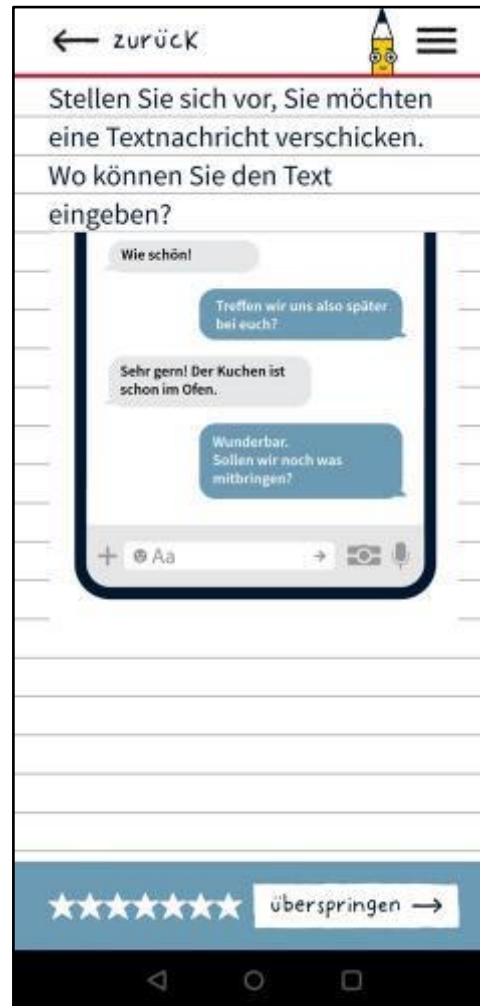 ← zurück
Stellen Sie sich vor, Sie möchten
eine Textnachricht verschicken.
Wo können Sie den Text
eingeben?
Wie schön!
Treffen wir uns also später
bei euch?
Sehr gern! Der Kuchen ist
schon im Ofen.
Wunderbar.
Sollen wir noch was
mitbringen?
Aa
überspringen →